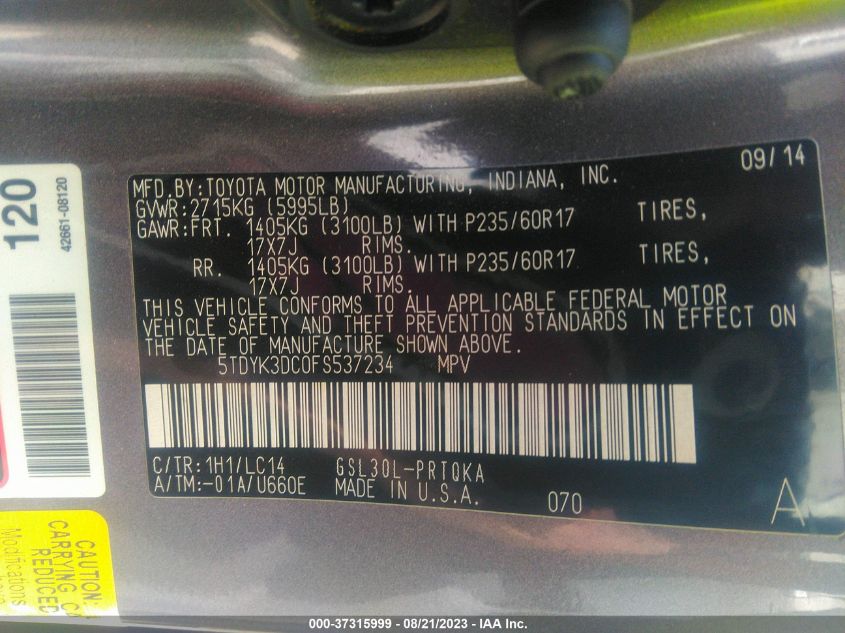 120
42661-08120
MFD.BY:TOYOTA MOTOR MANUFACTURING, INDIANA, INC. 09/14
GVWR:2715KG (5995LB)
GAWR:FRT. 1405KG (3100LB) WITH P235/60R17 TIRES,
17X7J RIMS.
RR. 1405KG (3100LB) WITH P235/60R17 TIRES,
17X7J RIMS.
THIS VEHICLE CONFORMS TO ALL APPLICABLE FEDERAL MOTOR
VEHICLE SAFETY AND THEFT PREVENTION STANDARDS IN EFFECT ON
THE DATE OF MANUFACTURE SHOWN ABOVE.
5TDYK3DC0FS537234 MPV
C/TR:1H1/LC14 GSL30L-PRTQKA
A/TM:-01A/U660E MADE IN U.S.A. 070 A
CAUTION:
CARRYING
REDUCED
Modifications
000-37315999 - 08/21/2023 - IAA Inc.